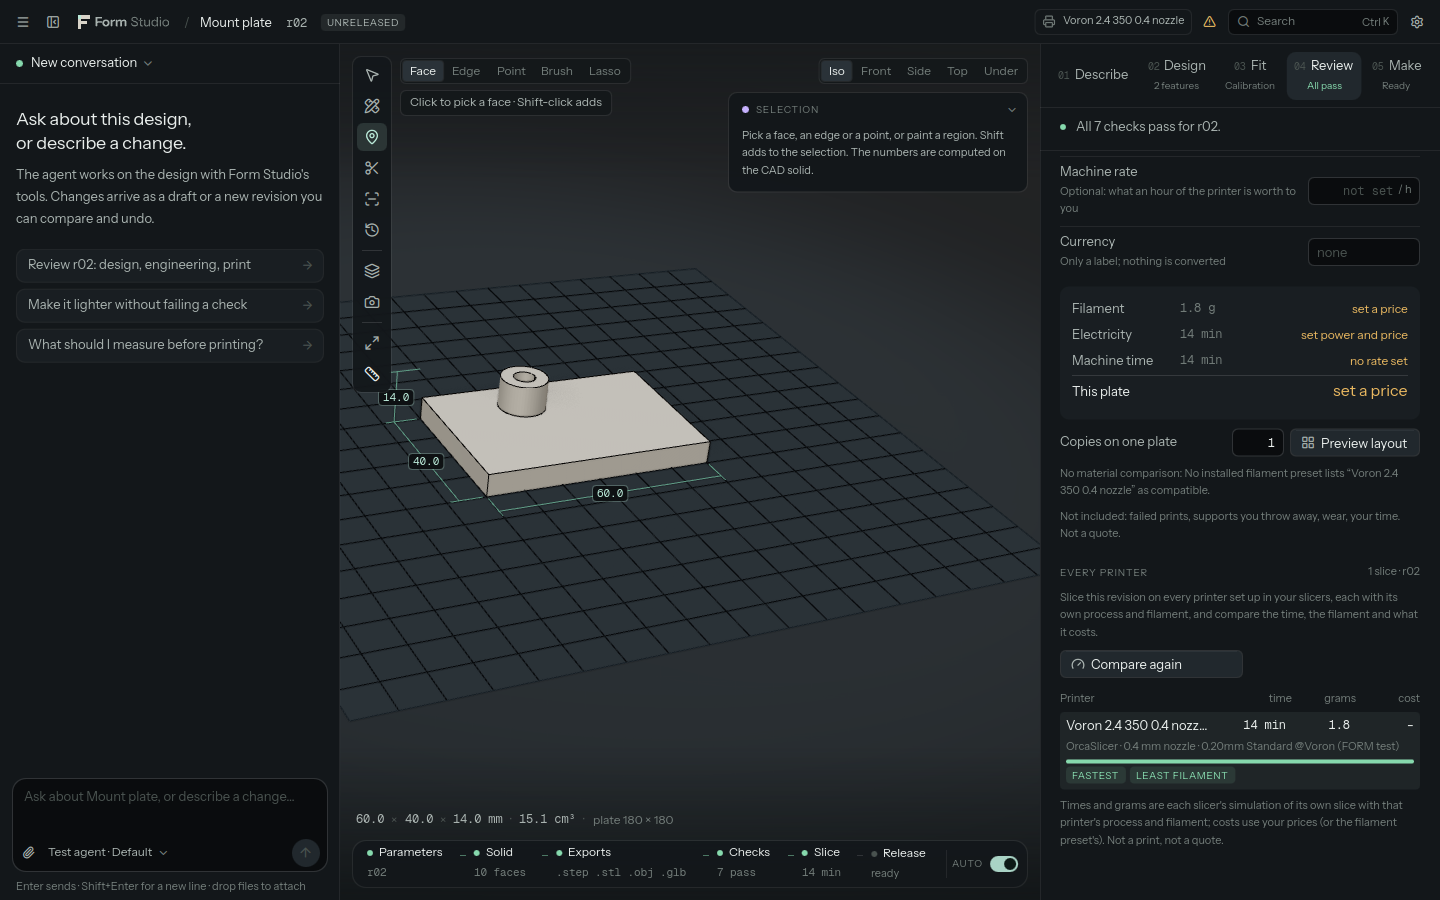 Form Studio / Mount plate r02 UNRELEASED
Voron 2.4 350 0.4 nozzle
Search Ctrl K
New conversation
Ask about this design,
or describe a change.
The agent works on the design with Form Studio's
tools. Changes arrive as a draft or a new revision you
can compare and undo.
Review r02: design, engineering, print
Make it lighter without failing a check
What should I measure before printing?
Ask about Mount plate, or describe a change...
Test agent · Default
Enter sends · Shift+Enter for a new line · drop files to attach
Face Edge Point Brush Lasso
Click to pick a face · Shift-click adds
Iso Front Side Top Under
SELECTION
Pick a face, an edge or a point, or paint a region. Shift
adds to the selection. The numbers are computed on
the CAD solid.
14.0
40.0
60.0
60.0 × 40.0 × 14.0 mm · 15.1 cm³ · plate 180 × 180
Parameters
r02
Solid
10 faces
Exports
.step .stl .obj .glb
Checks
7 pass
Slice
14 min
Release
ready
AUTO
01 Describe
02 Design
2 features
03 Fit
Calibration
04 Review
All pass
05 Make
Ready
All 7 checks pass for r02.
Machine rate
Optional: what an hour of the printer is worth to
you
not set / h
Currency
Only a label; nothing is converted
none
Filament 1.8 g set a price
Electricity 14 min set power and price
Machine time 14 min no rate set
This plate set a price
Copies on one plate 1 Preview layout
No material comparison: No installed filament preset lists “Voron 2.4
350 0.4 nozzle” as compatible.
Not included: failed prints, supports you throw away, wear, your time.
Not a quote.
EVERY PRINTER 1 slice · r02
Slice this revision on every printer set up in your slicers, each with its
own process and filament, and compare the time, the filament and what
it costs.
Compare again
Printer time grams cost
Voron 2.4 350 0.4 nozz... 14 min 1.8 –
OrcaSlicer · 0.4 mm nozzle · 0.20mm Standard @Voron (FORM test)
FASTEST LEAST FILAMENT
Times and grams are each slicer's simulation of its own slice with that
printer's process and filament; costs use your prices (or the filament
preset's). Not a print, not a quote.